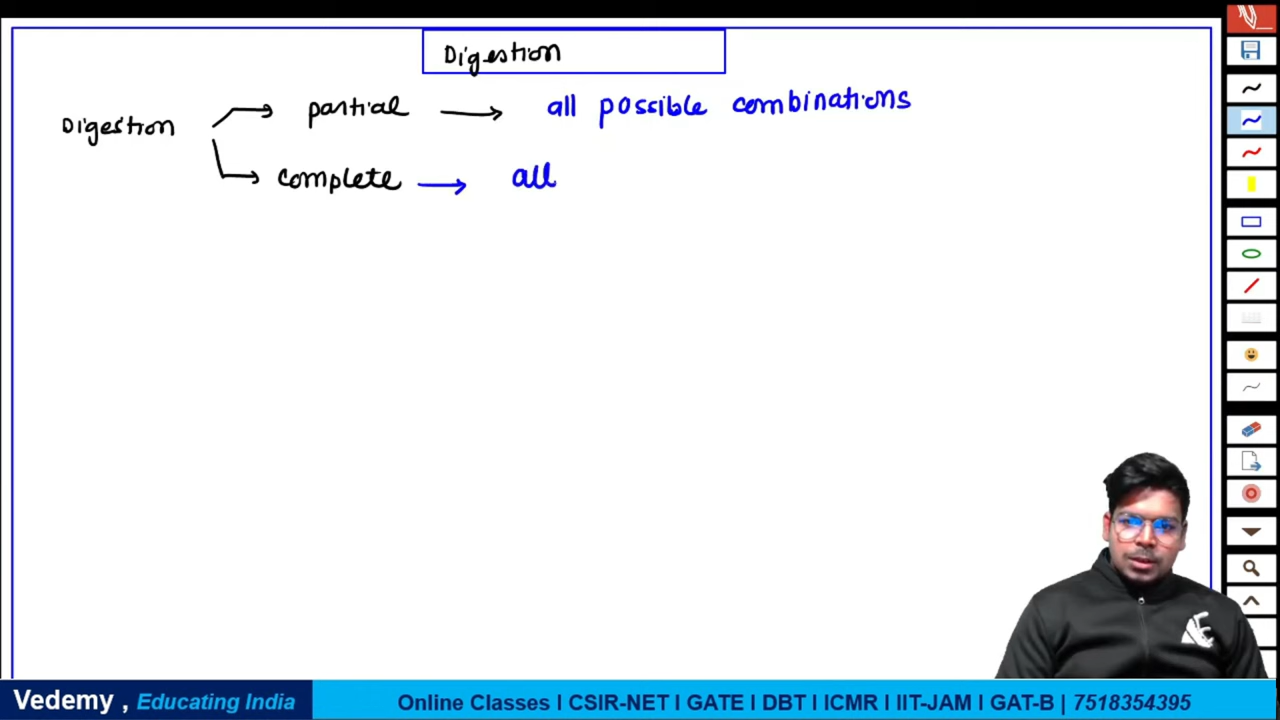 Digestion
Digestion
partial
all possible combinations
complete
all
Vedemy , Educating India
Online Classes I CSIR-NET I GATE I DBT I ICMR I IIT-JAM I GAT-B | 7518354395